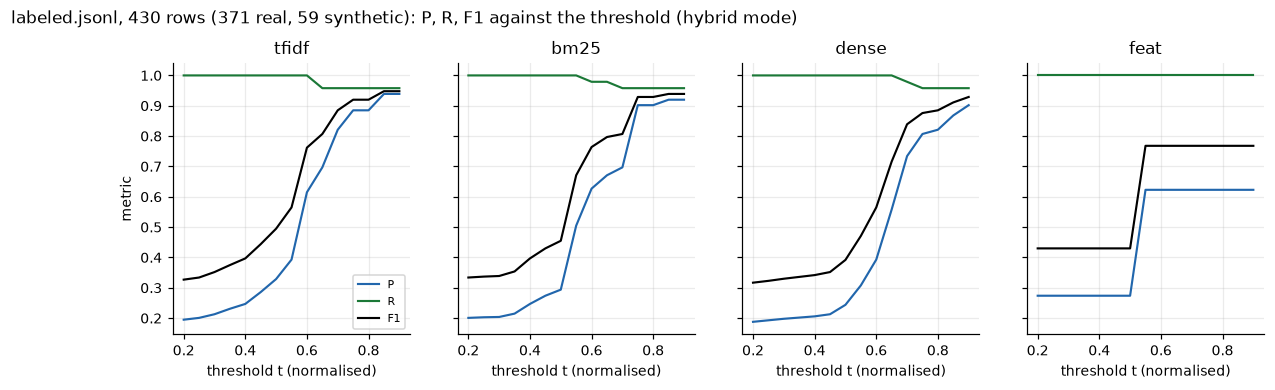 labeled.jsonl, 430 rows (371 real, 59 synthetic): P, R, F1 against the threshold (hybrid mode)
tfidf
bm25
dense
feat
metric
1.0
0.9
0.8
0.7
0.6
0.5
0.4
0.3
0.2
P
R
F1
0.2 0.4 0.6 0.8
0.2 0.4 0.6 0.8
0.2 0.4 0.6 0.8
0.2 0.4 0.6 0.8
threshold t (normalised)
threshold t (normalised)
threshold t (normalised)
threshold t (normalised)